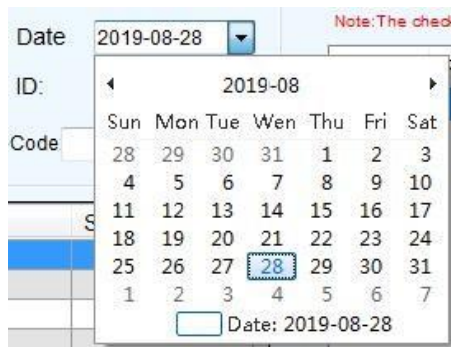 Note:The chec
Date 2019-08-28
ID:
2019-08
Sun Mon Tue Wen Thu Fri Sat
Code
28 29 30 31 1 2 3
4 5 6 7 8 9 10
11 12 13 14 15 16 17
S
18 19 20 21 22 23 24
25 26 27 28 29 30 31
1 2 3 4 5 6 7
Date: 2019-08-28